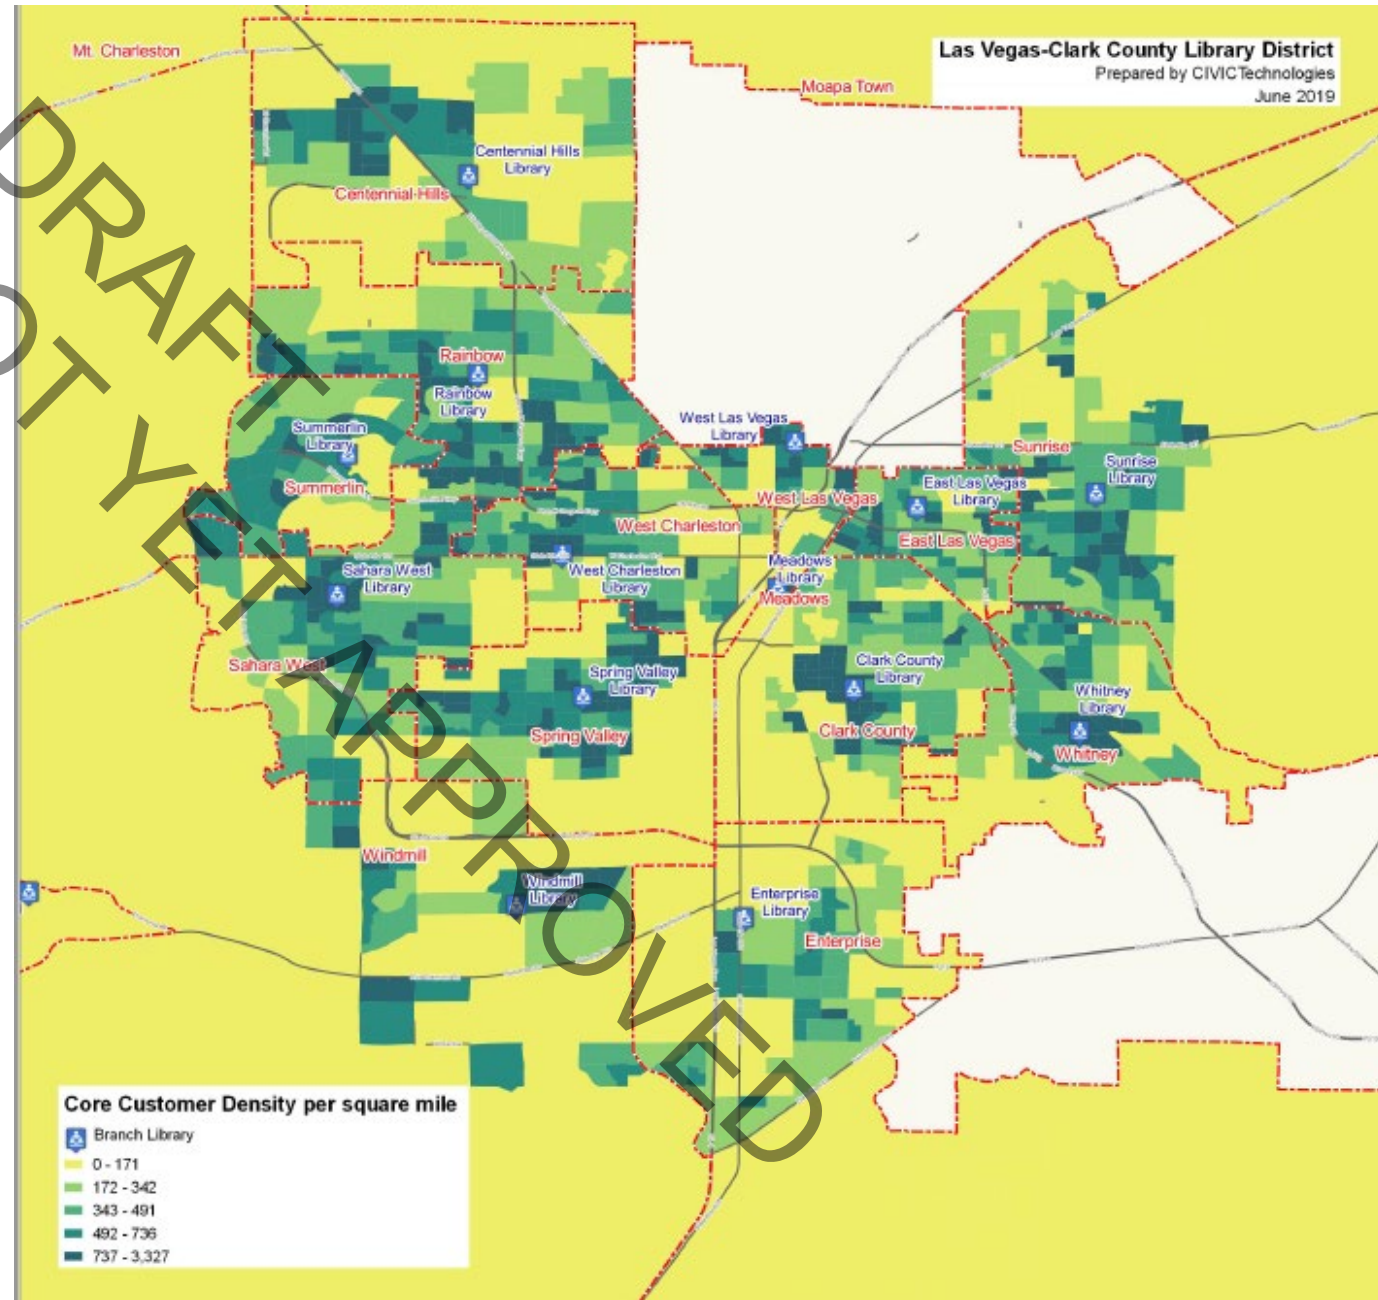 Las Vegas-Clark County Library District
Prepared by CIVICTechnologies
June 2019
Mt. Charleston
Moapa Town
Centennial Hills
Library
Centennial Hills
Rainbow
Rainbow
Library
Summerlin
Library
Summerlin
West Las Vegas
Library
West Las Vegas
Sunrise
Sunrise
Library
East Las Vegas
Library
East Las Vegas
West Charleston
West Charleston
Library
Meadows
Library
Meadows
Sahara West
Library
Sahara West
Spring Valley
Library
Spring Valley
Clark County
Library
Clark County
Whitney
Library
Whitney
Windmill
Windmill
Library
Enterprise
Library
Enterprise
DRAFT
OT YET APPROVED
Core Customer Density per square mile
Branch Library
0 - 171
172 - 342
343 - 491
492 - 736
737 - 3,327